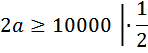 2a ≥ 10000 | · 1/2